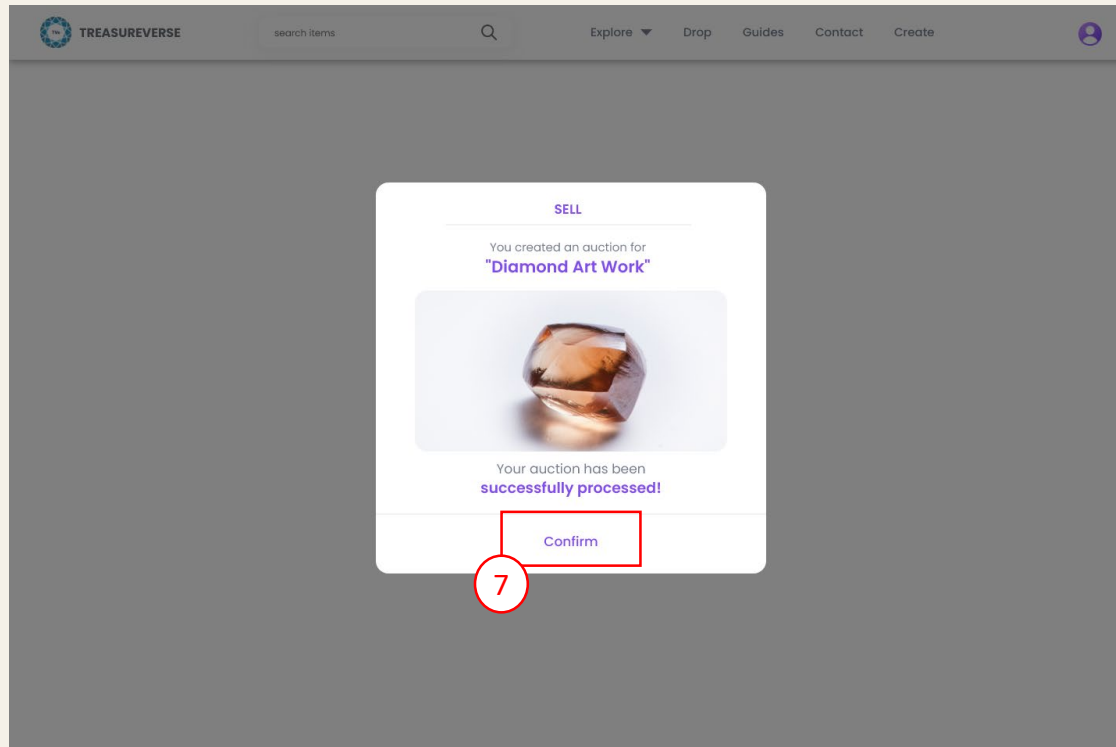 TREASUREVERSE
search items
Explore Drop Guides Contact Create
SELL
You created an auction for
"Diamond Art Work"
Your auction has been
successfully processed!
Confirm
7